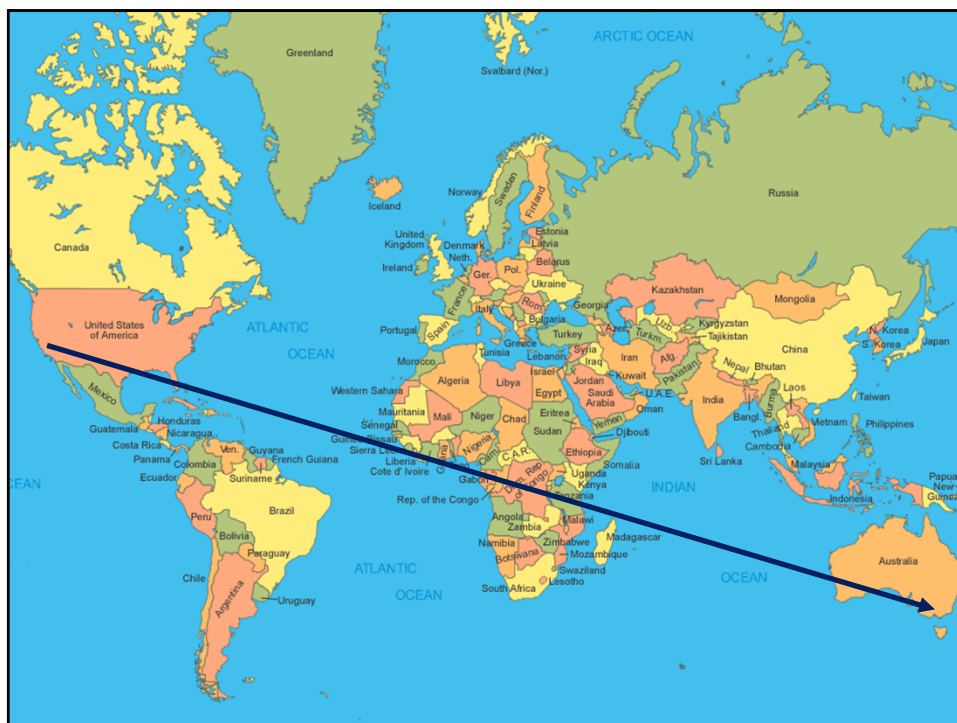 Greenland
ARCTIC OCEAN
Svalbard (Nor.)
Russia
Iceland
Norway
Sweden
Finland
Canada
United
Kingdom
Denmark
Estonia
Latvia
Neth.
Ireland
Belarus
Ger.
Pol.
Ukraine
Kazakhstan
Mongolia
France
Rom.
Italy
Bulgaria
Georgia
Uzb.
Kyrgyzstan
N. Korea
United States
of America
ATLANTIC
OCEAN
Portugal
Spain
Greece
Turkey
Azer.
Turkm.
Tajikistan
S. Korea
Japan
China
Morocco
Tunisia
Lebanon
Syria
Iraq
Iran
Afg.
Israel
Kuwait
Pakistan
Nepal
Bhutan
Mexico
Western Sahara
Algeria
Libya
Egypt
Jordan
Saudi
Arabia
U.A.E.
Oman
India
Bangl.
Burma
Laos
Taiwan
Mauritania
Mali
Niger
Chad
Eritrea
Sudan
Yemen
Djibouti
Thailand
Vietnam
Philippines
Cambodia
Guatemala
Honduras
Nicaragua
Costa Rica
Panama
Senegal
Guinea Bissau
Liberia
Cote d' Ivoire
Nigeria
C.A.R.
Ethiopia
Somalia
Sri Lanka
Malaysia
Ven.
Guyana
French Guiana
Suriname
Colombia
Ecuador
Gabon
Rep. of the Congo
Dem. Rep.
of Congo
Uganda
Kenya
Tanzania
INDIAN
OCEAN
Indonesia
Papua
New
Guinea
Peru
Brazil
Bolivia
Paraguay
Chile
Argentina
Uruguay
ATLANTIC
OCEAN
Angola
Zambia
Malawi
Namibia
Zimbabwe
Botswana
Mozambique
Madagascar
Swaziland
Lesotho
South Africa
Australia
CEAN